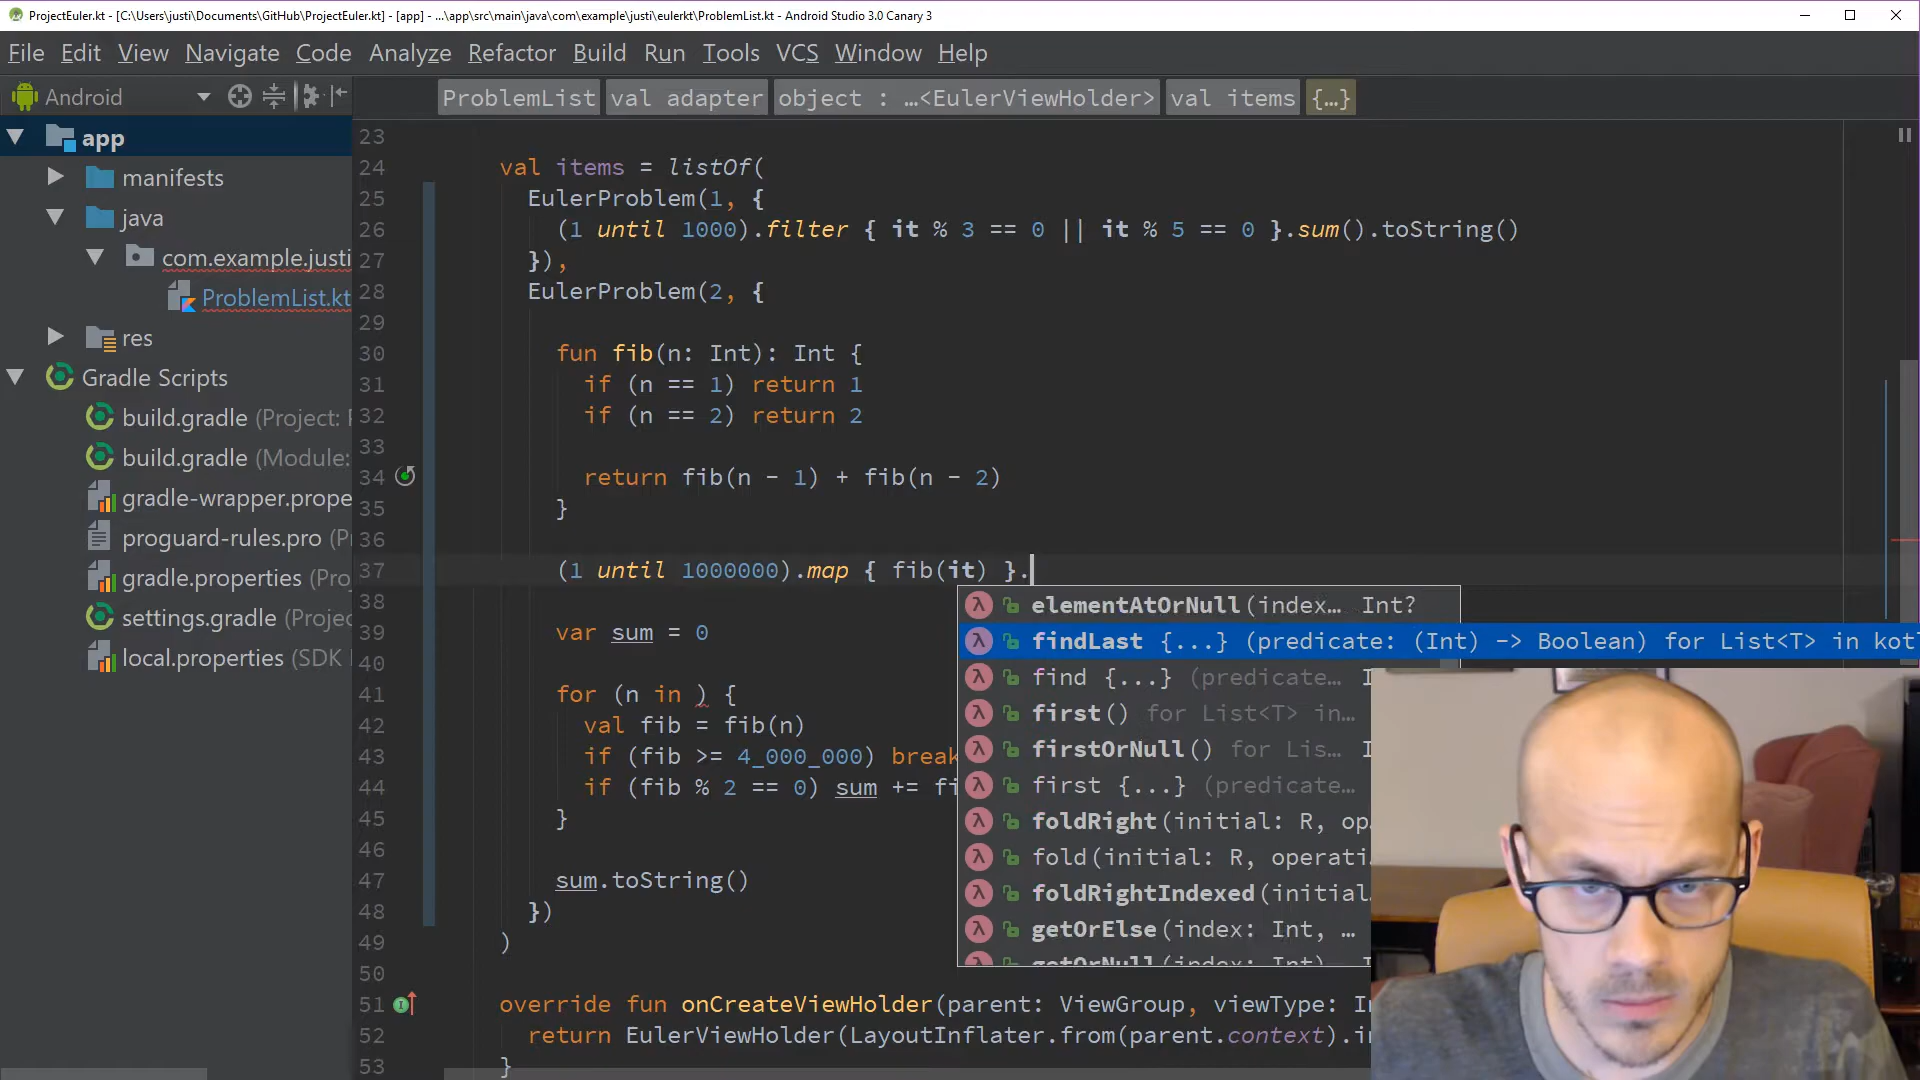 ProjectEuler.kt - [C:\Users\justi\Documents\GitHub\ProjectEuler.kt] - [app] - ...\app\src\main\java\com\example\justi\eulerkt\ProblemList.kt - Android Studio 3.0 Canary 3
File Edit View Navigate Code Analyze Refactor Build Run Tools VCS Window Help
Android
ProblemList val adapter object : …<EulerViewHolder> val items {…}
app
manifests
java
com.example.justi
ProblemList.kt
res
Gradle Scripts
build.gradle (Project:
build.gradle (Module:
gradle-wrapper.prope
proguard-rules.pro (P
gradle.properties (Pro
settings.gradle (Projec
local.properties (SDK
23
24 val items = listOf(
25 EulerProblem(1, {
26 (1 until 1000).filter { it % 3 == 0 || it % 5 == 0 }.sum().toString()
27 }),
28 EulerProblem(2, {
29
30 fun fib(n: Int): Int {
31 if (n == 1) return 1
32 if (n == 2) return 2
33
34 return fib(n - 1) + fib(n - 2)
35 }
36
37 (1 until 1000000).map { fib(it) }.
38
39 var sum = 0
40
41 for (n in ) {
42 val fib = fib(n)
43 if (fib >= 4_000_000) break
44 if (fib % 2 == 0) sum += fi
45 }
46
47 sum.toString()
48 })
49 )
50
51 override fun onCreateViewHolder(parent: ViewGroup, viewType: In
52 return EulerViewHolder(LayoutInflater.from(parent.context).in
53 }
elementAtOrNull(index… Int?
findLast {...} (predicate: (Int) -> Boolean) for List<T> in kotl
find {...} (predicate… I
first() for List<T> in…
firstOrNull() for Lis… I
first {...} (predicate…
foldRight(initial: R, op.
fold(initial: R, operati.
foldRightIndexed(initial.
getOrElse(index: Int, …
getOrNull(index: Int) I